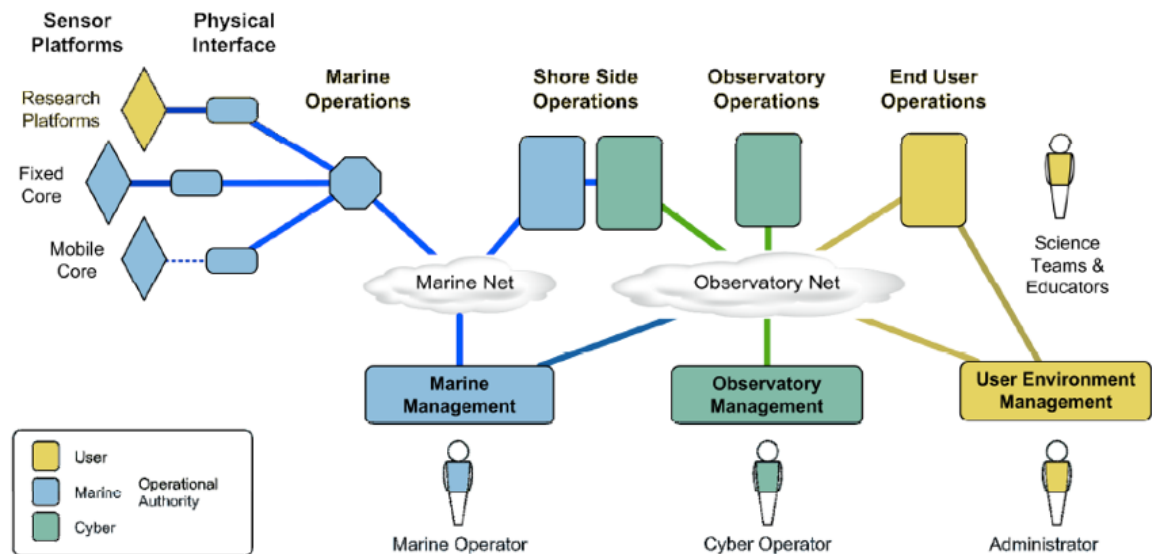 Sensor
Platforms
Physical
Interface
Marine
Operations
Shore Side
Operations
Observatory
Operations
End User
Operations
Research
Platforms
Fixed
Core
Mobile
Core
Science
Teams &
Educators
Marine Net
Observatory Net
Marine
Management
Observatory
Management
User Environment
Management
User
Marine
Operational
Authority
Cyber
Marine Operator
Cyber Operator
Administrator